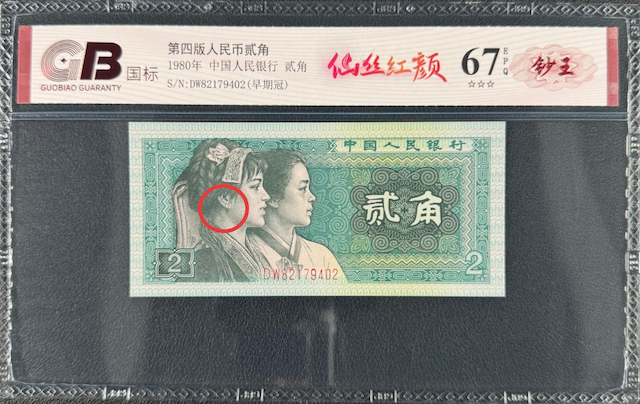 GB 国标
GUOBIAO GUARANTY
第四版人民币贰角
1980年 中国人民银行 贰角
S/N:DW82179402(早期冠)
仙丝红颜
67 EPQ
☆☆☆
钞王
中国人民银行
贰角
2
DW82179402
2